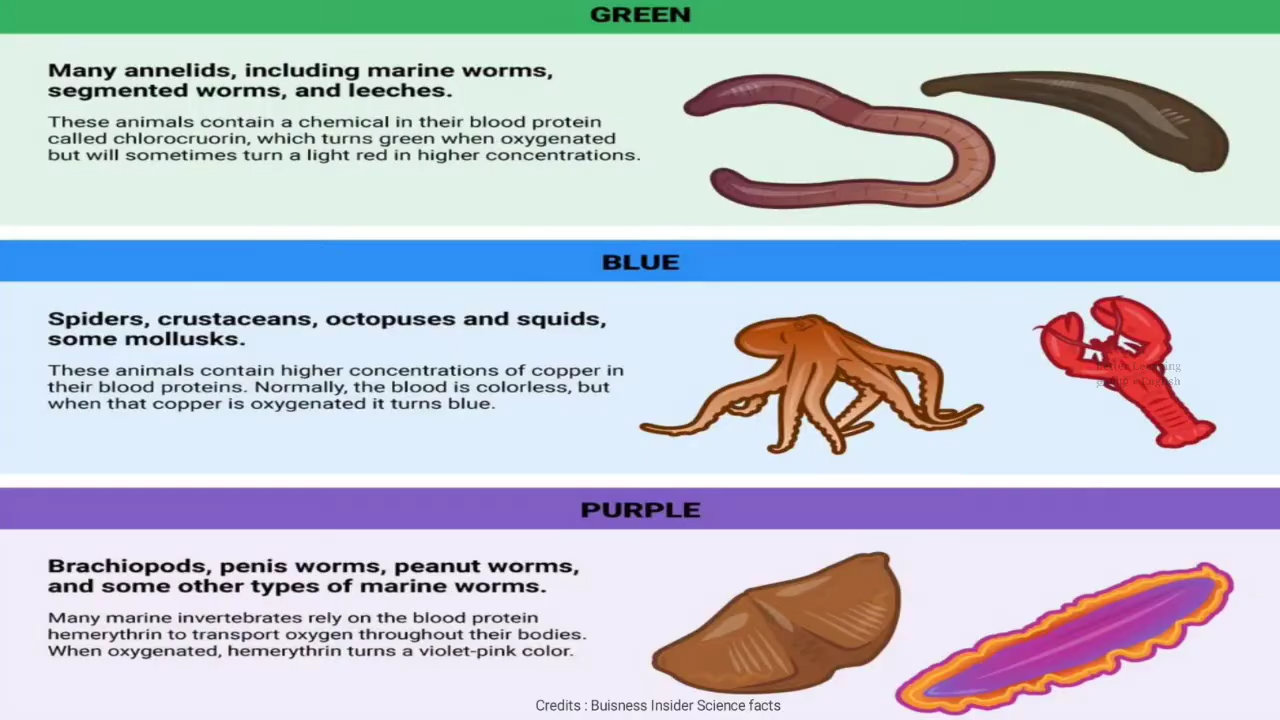 GREEN
Many annelids, including marine worms,
segmented worms, and leeches.
These animals contain a chemical in their blood protein
called chlorocruorin, which turns green when oxygenated
but will sometimes turn a light red in higher concentrations.
BLUE
Spiders, crustaceans, octopuses and squids,
some mollusks.
These animals contain higher concentrations of copper in
their blood proteins. Normally, the blood is colorless, but
when that copper is oxygenated it turns blue.
PURPLE
Brachiopods, penis worms, peanut worms,
and some other types of marine worms.
Many marine invertebrates rely on the blood protein
hemerythrin to transport oxygen throughout their bodies.
When oxygenated, hemerythrin turns a violet-pink color.
Credits : Buisness Insider Science facts